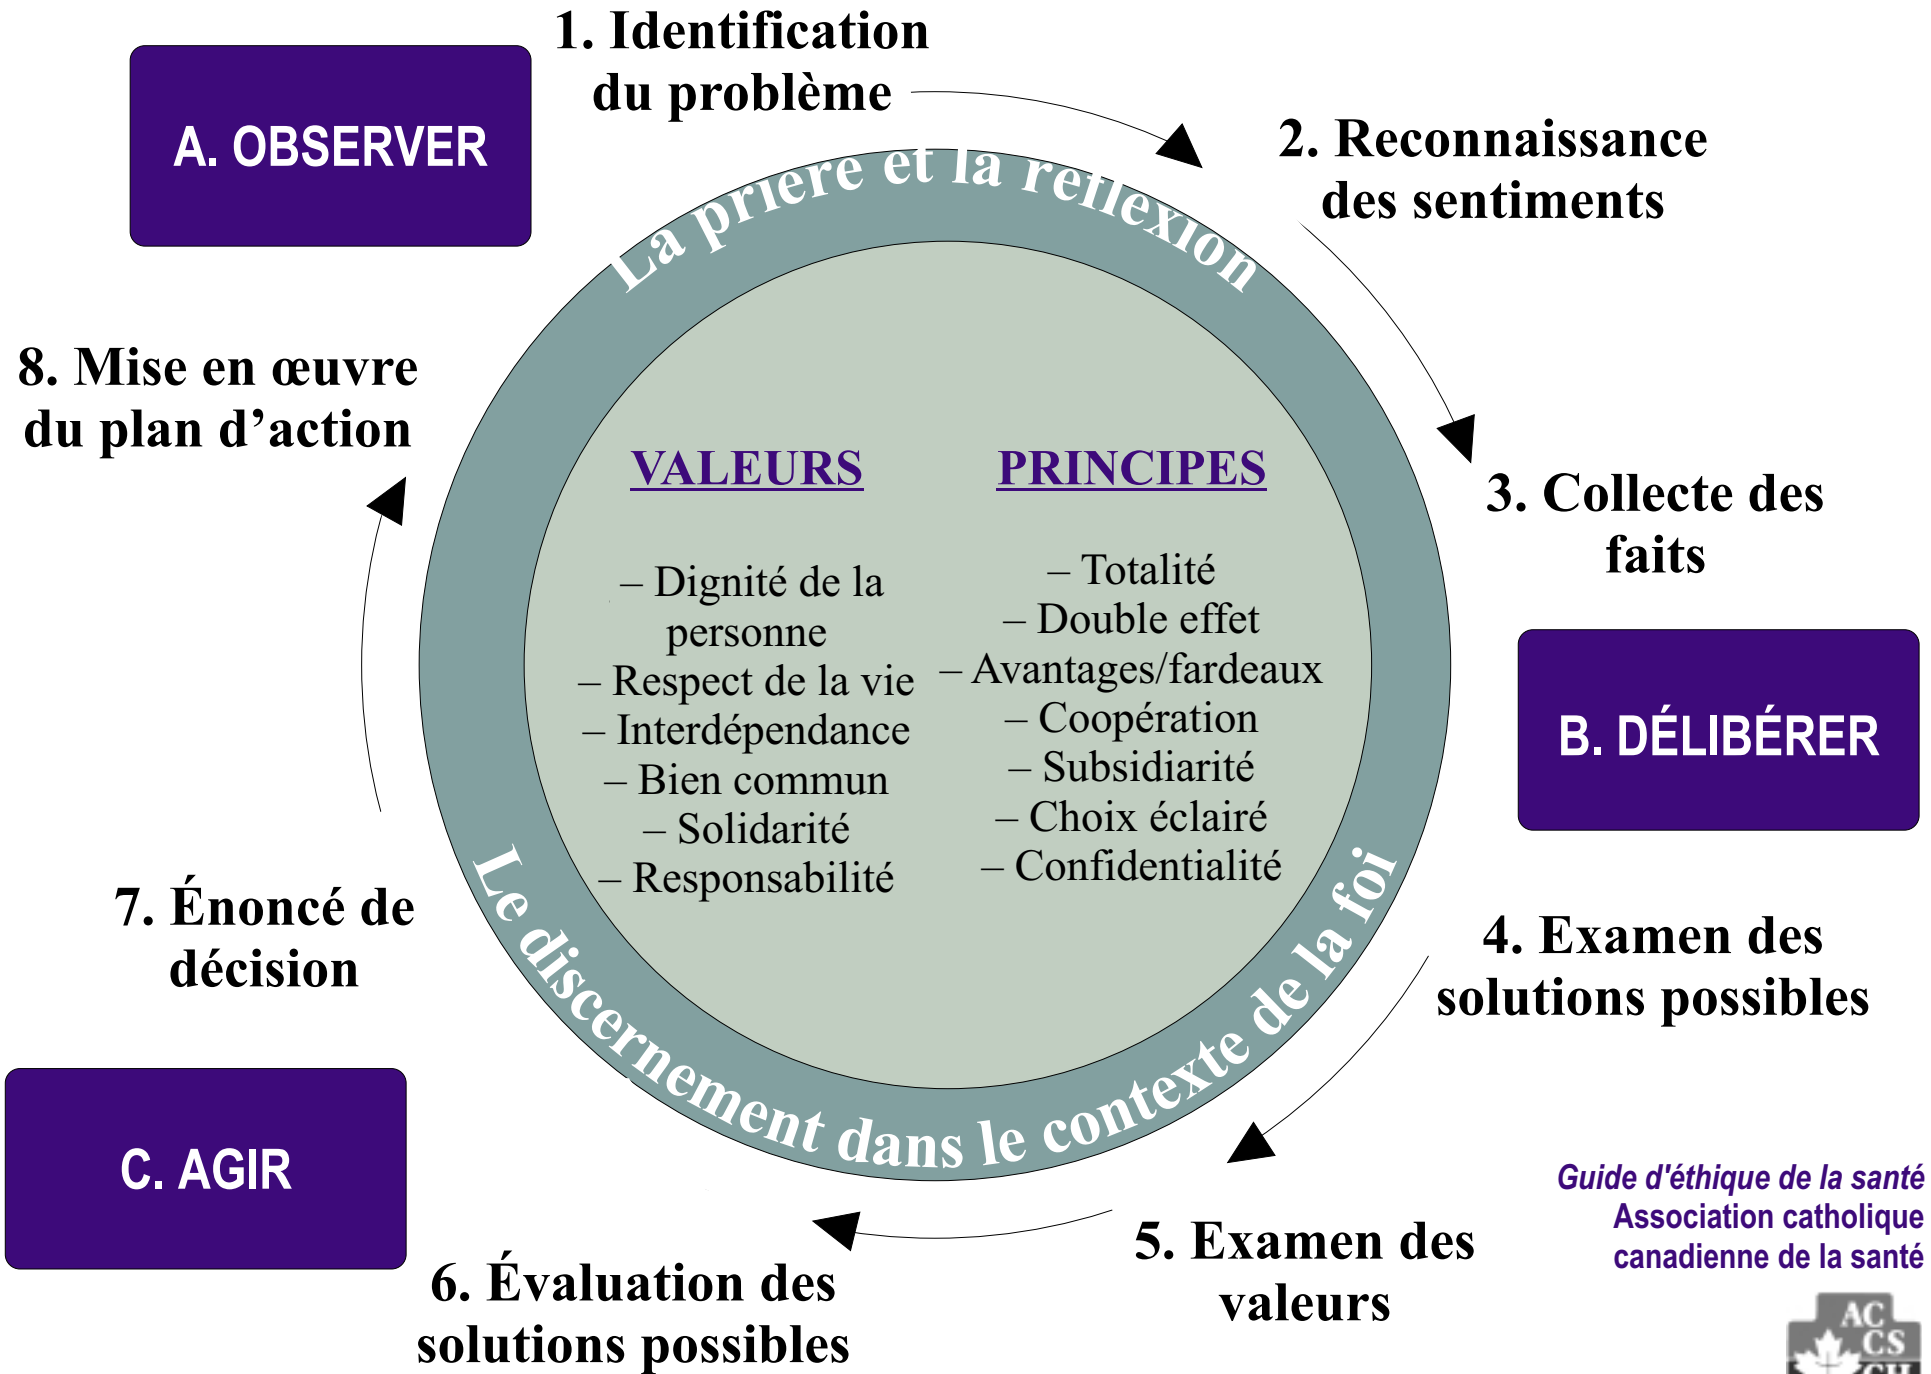 1. Identification
du problème
A. OBSERVER
2. Reconnaissance
des sentiments
La prière et la réflexion
8. Mise en œuvre
du plan d’action
VALEURS
– Dignité de la
personne
– Respect de la vie
– Interdépendance
– Bien commun
– Solidarité
– Responsabilité
PRINCIPES
– Totalité
– Double effet
– Avantages/fardeaux
– Coopération
– Subsidiarité
– Choix éclairé
– Confidentialité
3. Collecte des
faits
B. DÉLIBÉRER
7. Énoncé de
décision
4. Examen des
solutions possibles
Le discernement dans le contexte de la foi
C. AGIR
5. Examen des
valeurs
6. Évaluation des
solutions possibles
Guide d'éthique de la santé
Association catholique
canadienne de la santé
AC
CS